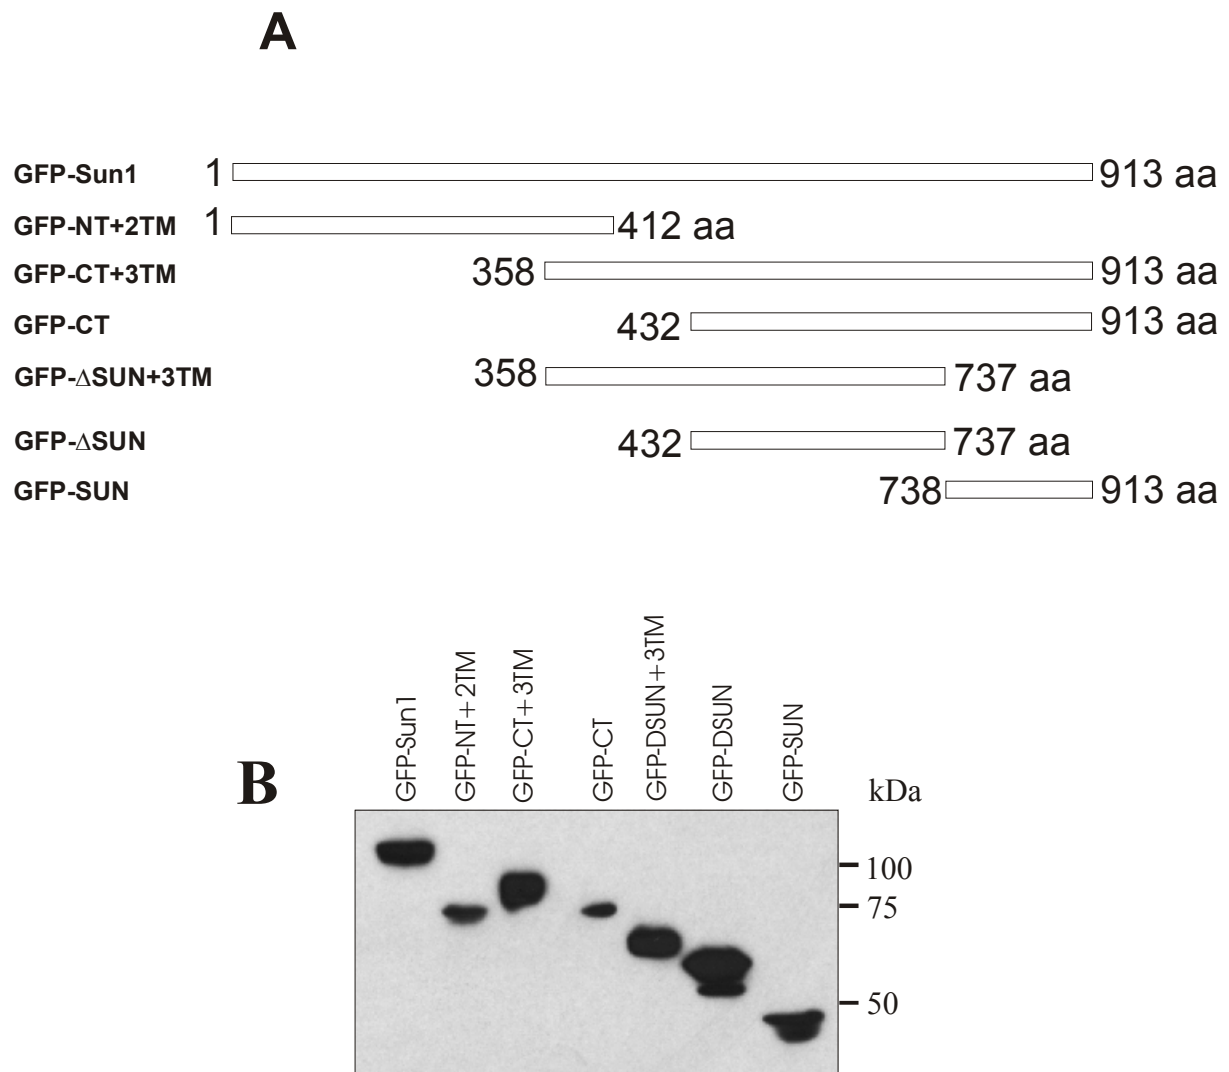 A
GFP-Sun1 1 913 aa
GFP-NT+2TM 1 412 aa
GFP-CT+3TM 358 913 aa
GFP-CT 432 913 aa
GFP-ΔSUN+3TM 358 737 aa
GFP-ΔSUN 432 737 aa
GFP-SUN 738 913 aa
B
GFP-Sun1
GFP-NT+2TM
GFP-CT+3TM
GFP-CT
GFP-DSUN+3TM
GFP-DSUN
GFP-SUN
kDa
100
75
50